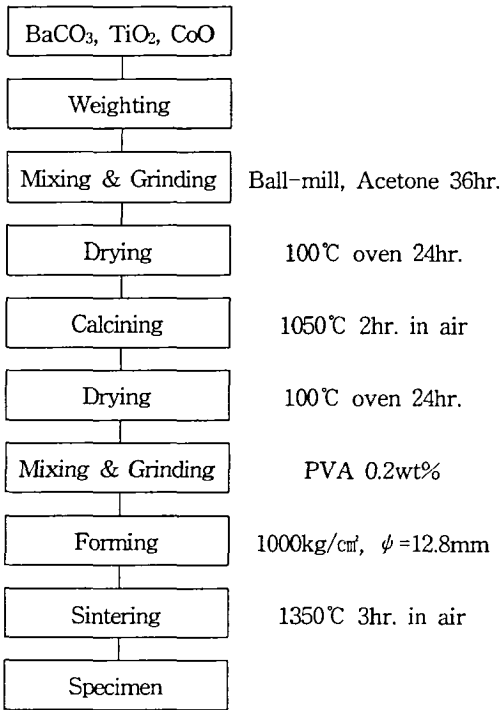 BaCO₃, TiO₂, CoO
Weighting
Mixing & Grinding Ball-mill, Acetone 36hr.
Drying 100℃ oven 24hr.
Calcining 1050℃ 2hr. in air
Drying 100℃ oven 24hr.
Mixing & Grinding PVA 0.2wt%
Forming 1000kg/㎠, ψ=12.8mm
Sintering 1350℃ 3hr. in air
Specimen